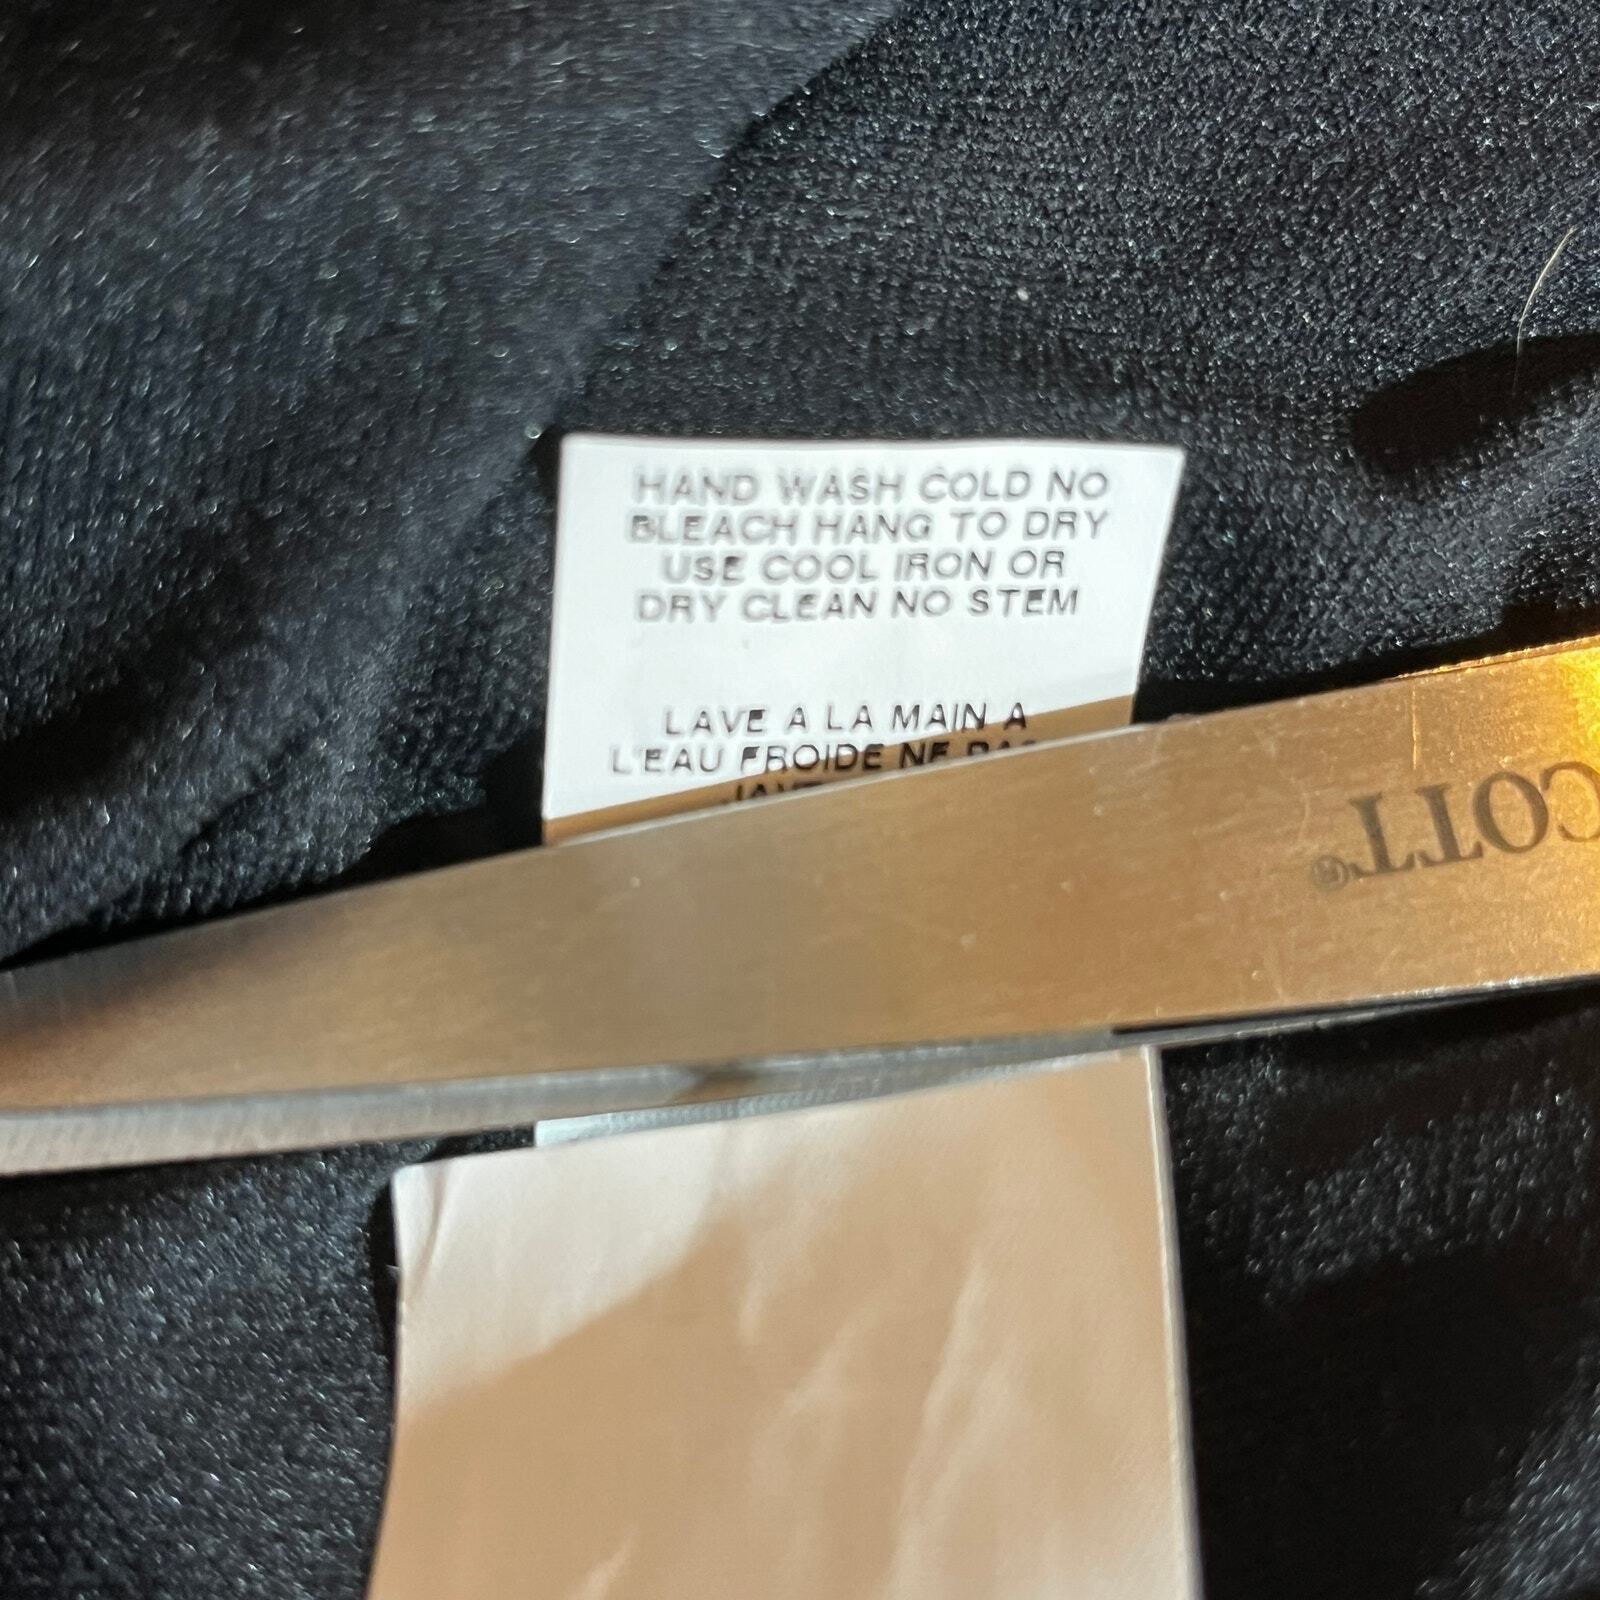 HAND WASH COLD NO
BLEACH HANG TO DRY
USE COOL IRON OR
DRY CLEAN NO STEM
LAVE A LA MAIN A
L'EAU FROIDE NE
COTT®